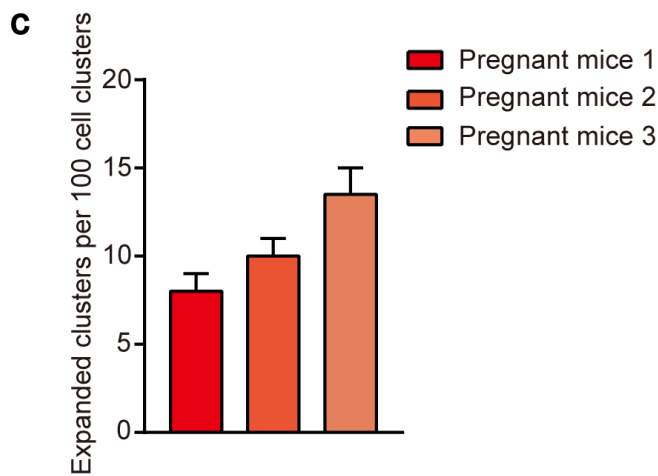 c
Expanded clusters per 100 cell clusters
20
15
10
5
0
Pregnant mice 1
Pregnant mice 2
Pregnant mice 3